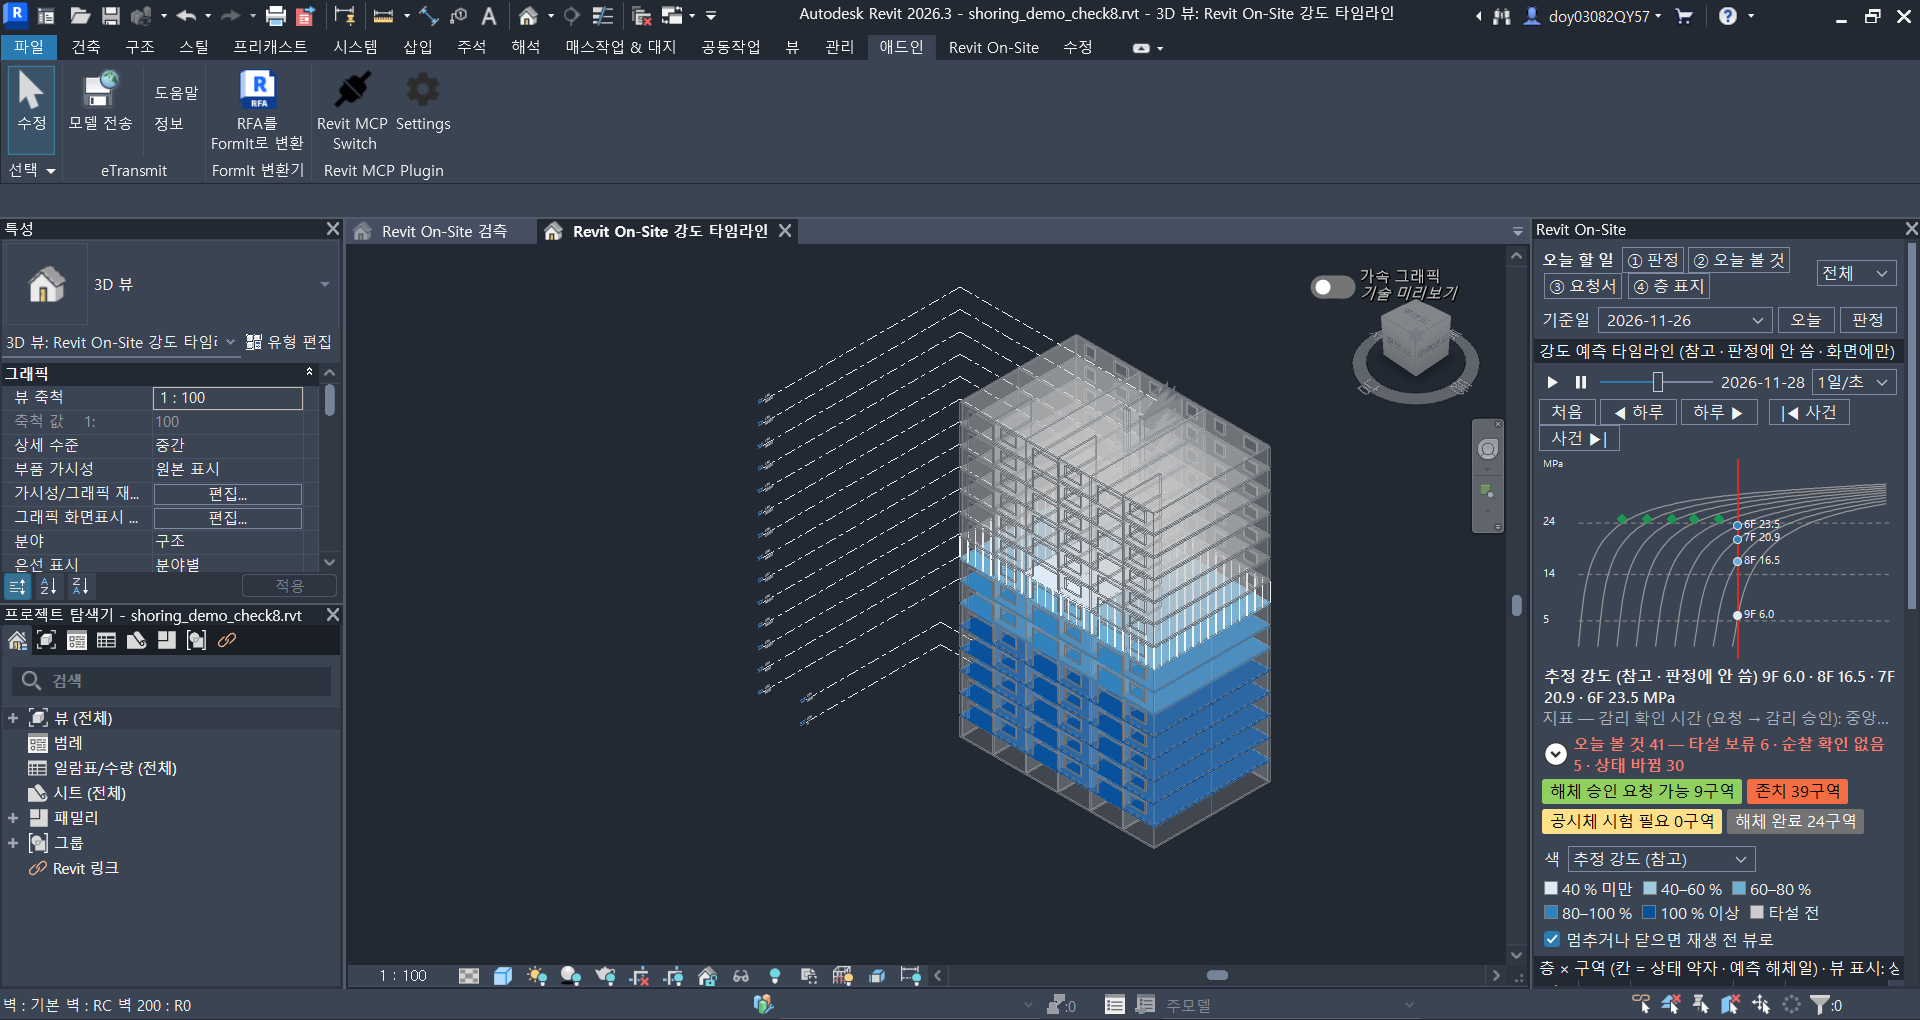 Autodesk Revit 2026.3 - shoring_demo_check8.rvt - 3D 뷰: Revit On-Site 강도 타임라인
doy03082QY57
파일 건축 구조 스틸 프리캐스트 시스템 삽입 주석 해석 매스작업 & 대지 공동작업 뷰 관리 애드인 Revit On-Site 수정
수정
모델 전송
도움말
정보
RFA
RFA를
FormIt로 변환
Revit MCP
Switch
Settings
선택
eTransmit
FormIt 변환기
Revit MCP Plugin
특성
3D 뷰
3D 뷰: Revit On-Site 강도 타임
유형 편집
그래픽
뷰 축척 1 : 100
축척 값 1: 100
상세 수준 중간
부품 가시성 원본 표시
가시성/그래픽 재... 편집...
그래픽 화면표시 ... 편집...
분야 구조
은선 표시 분야별
적용
프로젝트 탐색기 - shoring_demo_check8.rvt
검색
뷰 (전체)
범례
일람표/수량 (전체)
시트 (전체)
패밀리
그룹
Revit 링크
Revit On-Site 검측
Revit On-Site 강도 타임라인
가속 그래픽
기술 미리보기
1 : 100
Revit On-Site
오늘 할 일 ① 판정 ② 오늘 볼 것
전체
③ 요청서 ④ 층 표지
기준일 2026-11-26 오늘 판정
강도 예측 타임라인 (참고 · 판정에 안 씀 · 화면에만)
2026-11-28 1일/초
처음 ◀ 하루 하루 ▶ |◀ 사건
사건 ▶|
MPa
24
14
5
6F 23.5
7F 20.9
8F 16.5
9F 6.0
추정 강도 (참고 · 판정에 안 씀) 9F 6.0 · 8F 16.5 · 7F
20.9 · 6F 23.5 MPa
지표 — 감리 확인 시간 (요청 → 감리 승인): 중앙...
오늘 볼 것 41 — 타설 보류 6 · 순찰 확인 없음
5 · 상태 바뀜 30
해체 승인 요청 가능 9구역 존치 39구역
공시체 시험 필요 0구역 해체 완료 24구역
색 추정 강도 (참고)
40 % 미만 40–60 % 60–80 %
80–100 % 100 % 이상 타설 전
멈추거나 닫으면 재생 전 뷰로
층 × 구역 (칸 = 상태 약자 · 예측 해체일) · 뷰 표시:
벽 : 기본 벽 : RC 벽 200 : R0
:0
주모델
:0